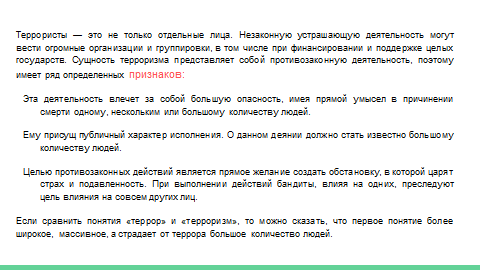 Террористы — это не только отдельные лица. Незаконную устрашающую деятельность могут
вести огромные организации и группировки, в том числе при финансировании и поддержке целых
государств. Сущность терроризма представляет собой противозаконную деятельность, поэтому
имеет ряд определенных признаков:
Эта деятельность влечет за собой большую опасность, имея прямой умысел в причинении
смерти одному, нескольким или большому количеству людей.
Ему присущ публичный характер исполнения. О данном деянии должно стать известно большому
количеству людей.
Целью противозаконных действий является прямое желание создать обстановку, в которой царят
страх и подавленность. При выполнении действий бандиты, влияя на одних, преследуют
цель влияния на совсем других лиц.
Если сравнить понятия «террор» и «терроризм», то можно сказать, что первое понятие более
широкое, массивное, а страдает от террора большое количество людей.